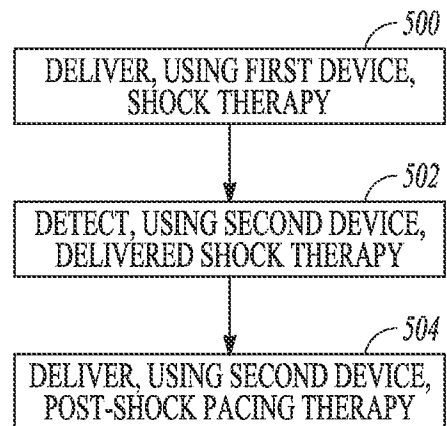 500
DELIVER, USING FIRST DEVICE,
SHOCK THERAPY
502
DETECT, USING SECOND DEVICE,
DELIVERED SHOCK THERAPY
504
DELIVER, USING SECOND DEVICE,
POST-SHOCK PACING THERAPY